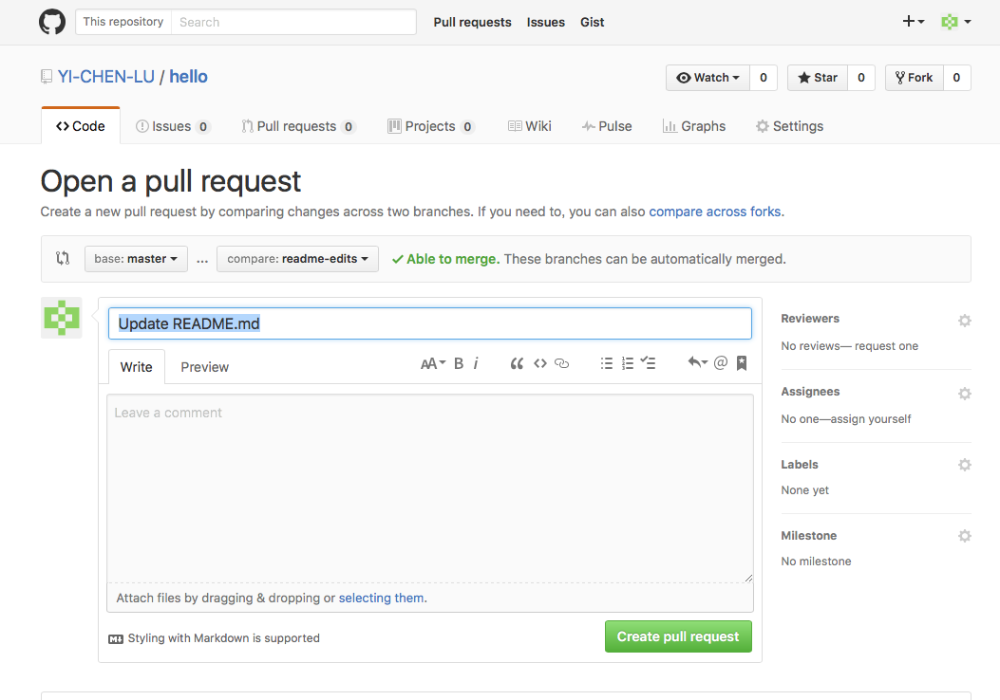 This repository Search Pull requests Issues Gist
YI-CHEN-LU / hello Watch 0 Star 0 Fork 0
Code Issues 0 Pull requests 0 Projects 0 Wiki Pulse Graphs Settings
Open a pull request
Create a new pull request by comparing changes across two branches. If you need to, you can also compare across forks.
base: master ... compare: readme-edits Able to merge. These branches can be automatically merged.
Update README.md
Write Preview AA B i
Leave a comment
Attach files by dragging & dropping or selecting them.
Styling with Markdown is supported Create pull request
Reviewers
No reviews— request one
Assignees
No one—assign yourself
Labels
None yet
Milestone
No milestone